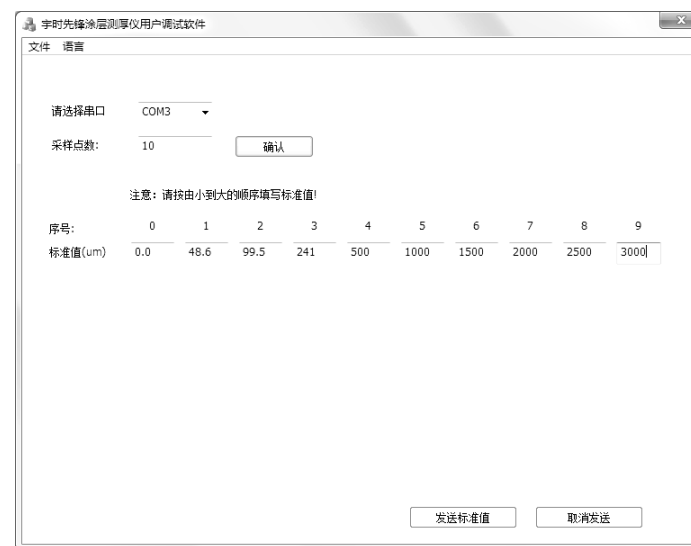 宇时先锋涂层测厚仪用户调试软件
文件 语言
请选择串口 COM3
采样点数: 10 确认
注意：请按由小到大的顺序填写标准值!
序号: 0 1 2 3 4 5 6 7 8 9
标准值(um) 0.0 48.6 99.5 241 500 1000 1500 2000 2500 3000
发送标准值 取消发送